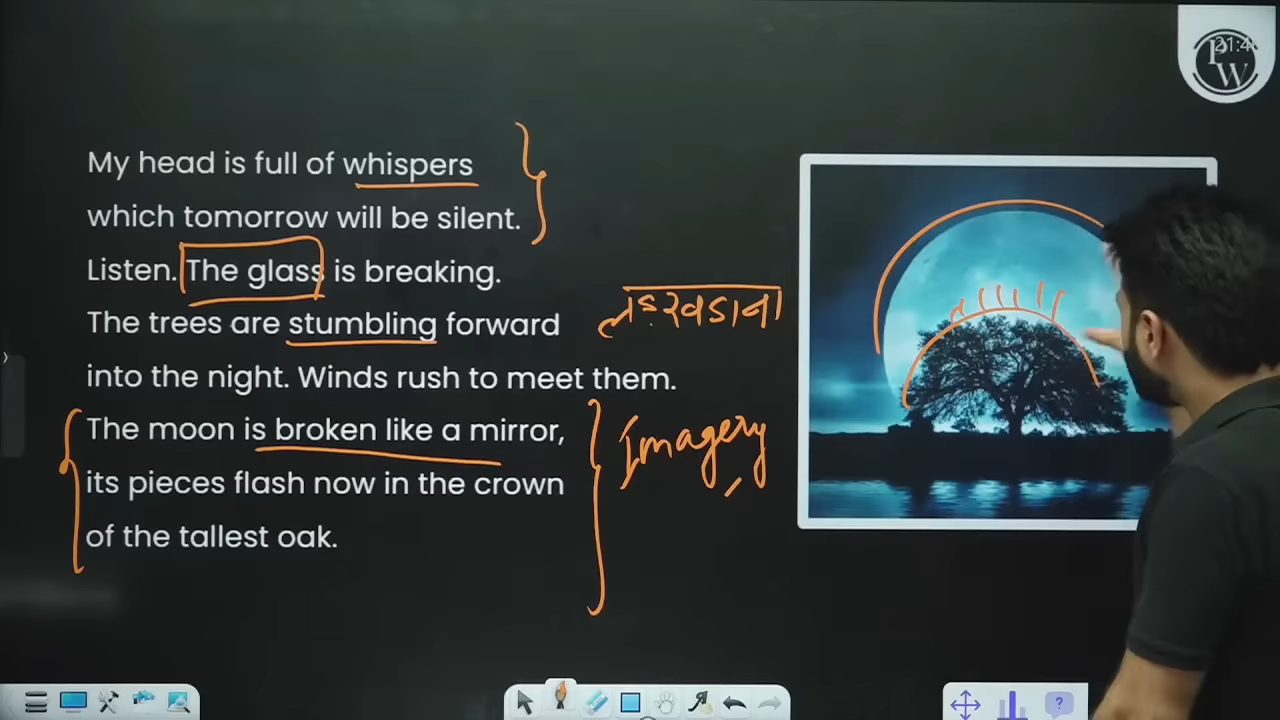 My head is full of whispers
which tomorrow will be silent.
Listen. The glass is breaking.
The trees are stumbling forward
into the night. Winds rush to meet them.
The moon is broken like a mirror,
its pieces flash now in the crown
of the tallest oak.
Imagery
PW